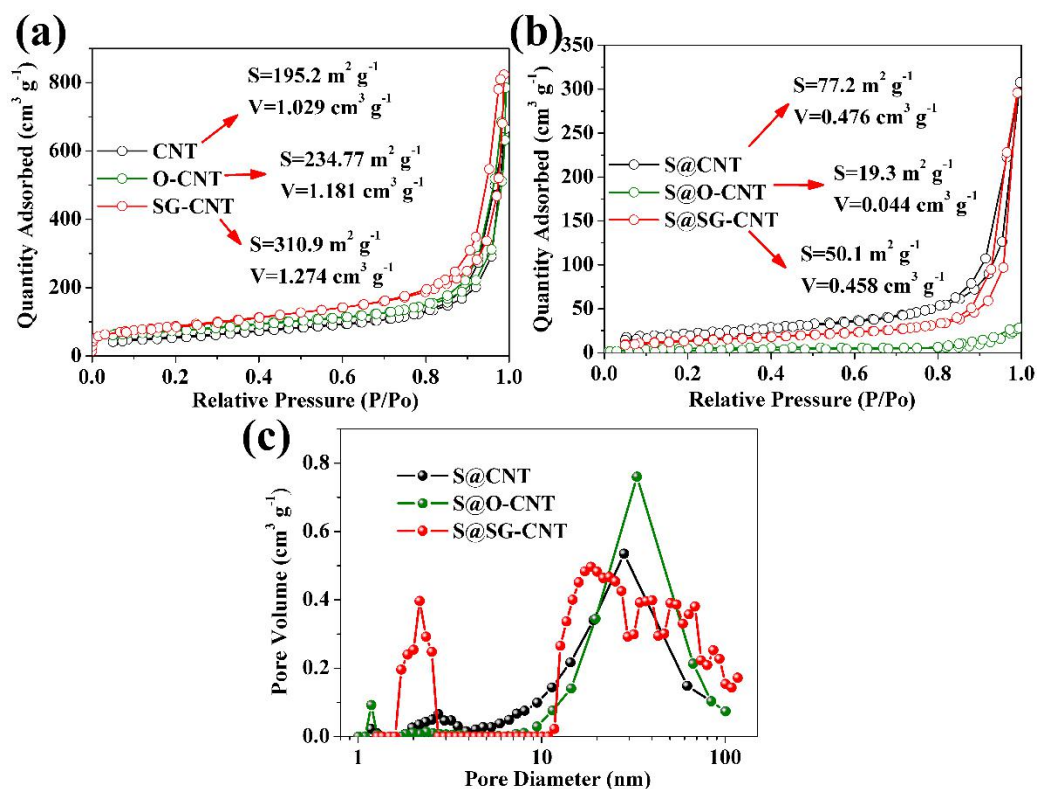 (a)
S=195.2 m² g⁻¹
V=1.029 cm³ g⁻¹
CNT
O-CNT
SG-CNT
S=234.77 m² g⁻¹
V=1.181 cm³ g⁻¹
S=310.9 m² g⁻¹
V=1.274 cm³ g⁻¹
Quantity Adsorbed (cm³ g⁻¹)
800
600
400
200
0
0.0 0.2 0.4 0.6 0.8 1.0
Relative Pressure (P/Po)
(b)
S=77.2 m² g⁻¹
V=0.476 cm³ g⁻¹
S@CNT
S@O-CNT
S@SG-CNT
S=19.3 m² g⁻¹
V=0.044 cm³ g⁻¹
S=50.1 m² g⁻¹
V=0.458 cm³ g⁻¹
Quantity Adsorbed (cm³ g⁻¹)
350
300
250
200
150
100
50
0
0.0 0.2 0.4 0.6 0.8 1.0
Relative Pressure (P/Po)
(c)
S@CNT
S@O-CNT
S@SG-CNT
Pore Volume (cm³ g⁻¹)
0.8
0.6
0.4
0.2
0.0
1 10 100
Pore Diameter (nm)